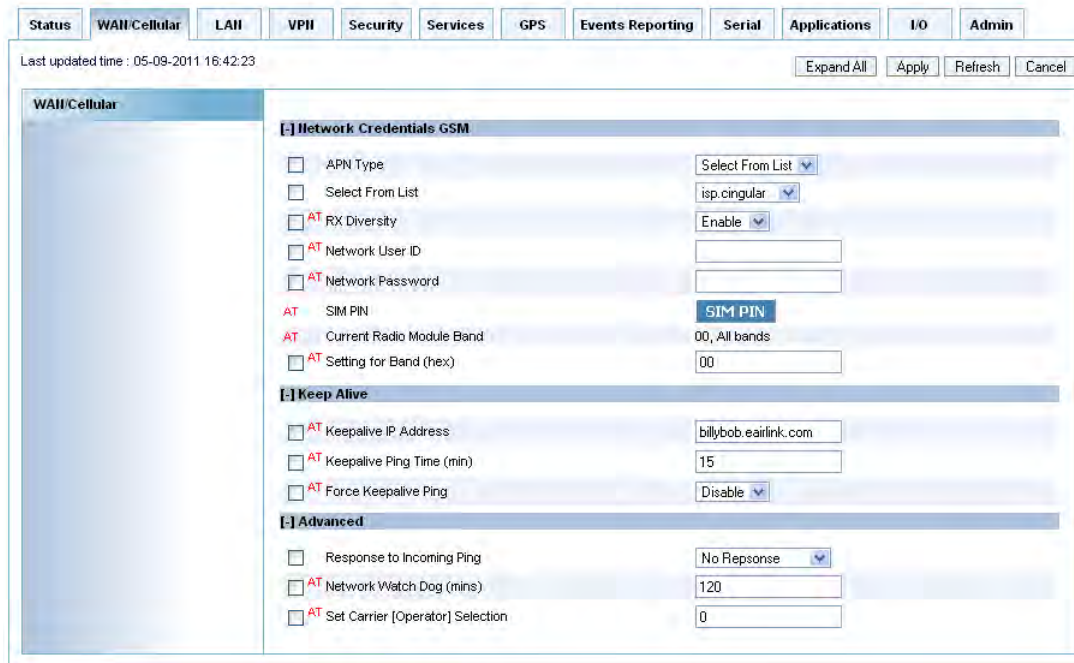 Status WAN/Cellular LAN VPN Security Services GPS Events Reporting Serial Applications I/O Admin
Last updated time : 05-09-2011 16:42:23
Expand All Apply Refresh Cancel
WAN/Cellular
[-] Network Credentials GSM
APN Type Select From List
Select From List isp.cingular
AT RX Diversity Enable
AT Network User ID
AT Network Password
AT SIM PIN SIM PIN
AT Current Radio Module Band 00, All bands
AT Setting for Band (hex) 00
[-] Keep Alive
AT Keepalive IP Address billybob.eairlink.com
AT Keepalive Ping Time (min) 15
AT Force Keepalive Ping Disable
[-] Advanced
Response to Incoming Ping No Repsonse
AT Network Watch Dog (mins) 120
AT Set Carrier [Operator] Selection 0